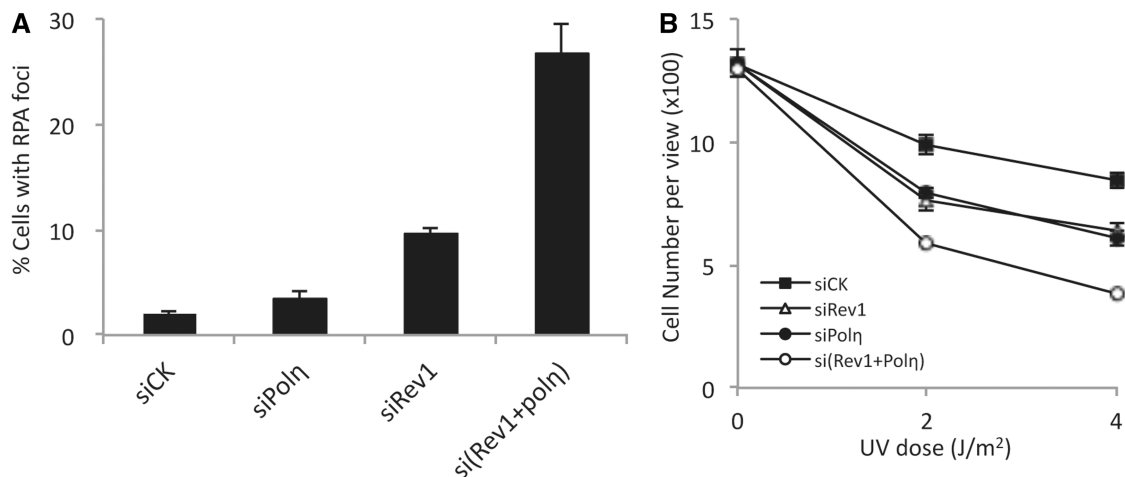 A
% Cells with RPA foci
30
20
10
0
siCK
siPolη
siRev1
si(Rev1+polη)
B
Cell Number per view (x100)
15
10
5
0
siCK
siRev1
siPolη
si(Rev1+Polη)
0
2
4
UV dose (J/m²)